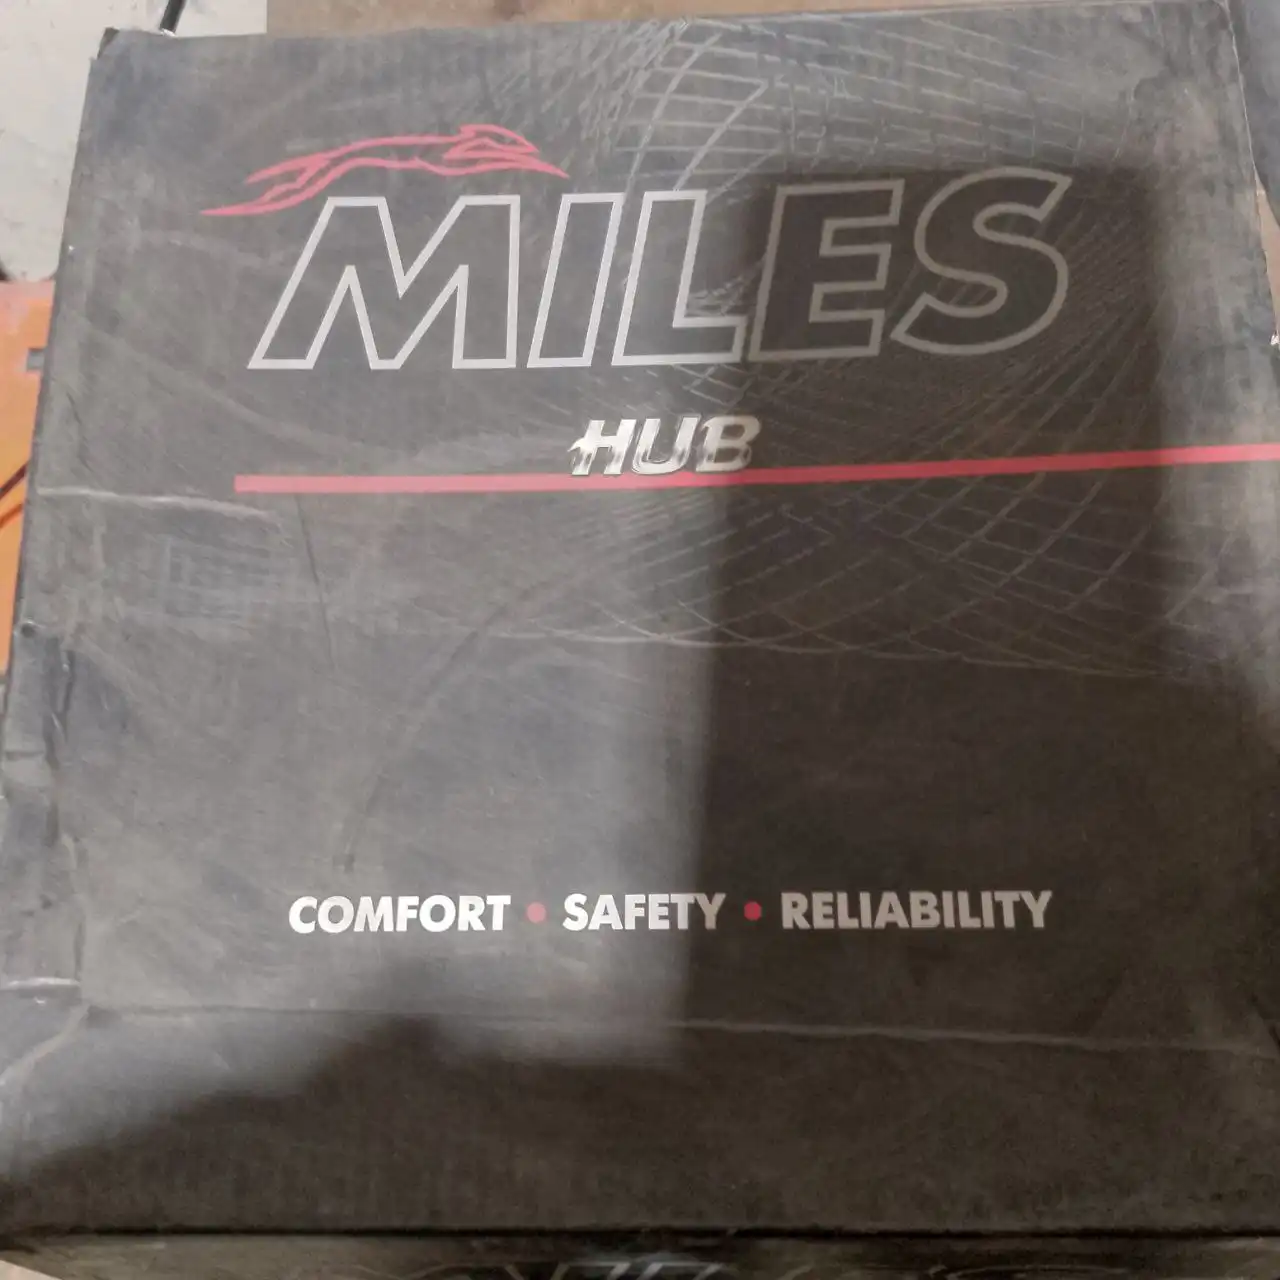 MILES
HUB
COMFORT • SAFETY • RELIABILITY